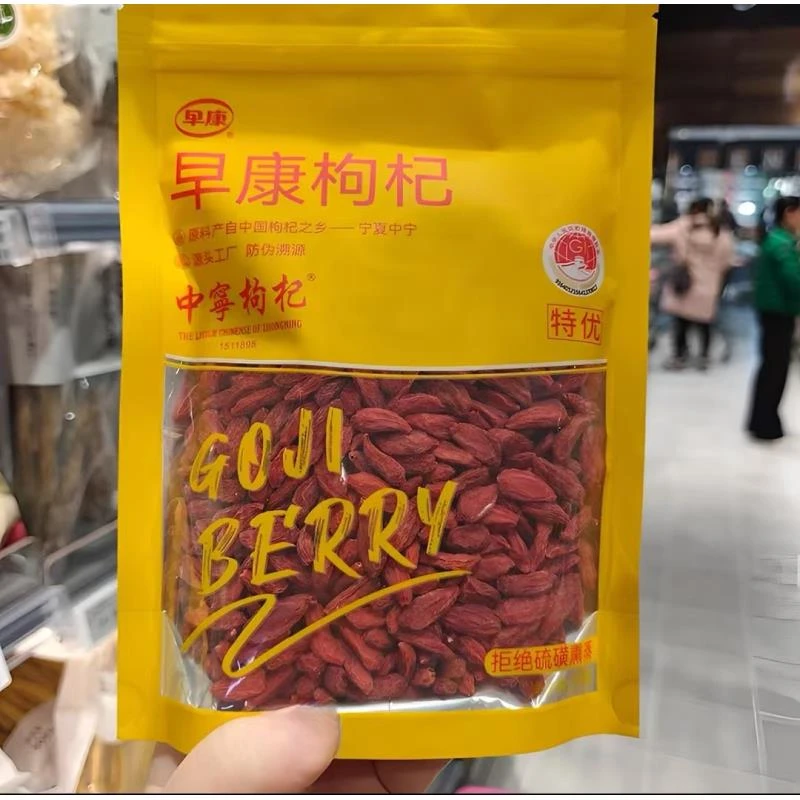 早康
早康枸杞
原料产自中国枸杞之乡——宁夏中宁
源头工厂 防伪溯源
中寧枸杞®
THE LYCIUM CHINENSE OF ZHONGNING
1511898
G
特优
GOJI
BERRY
拒绝硫磺熏蒸